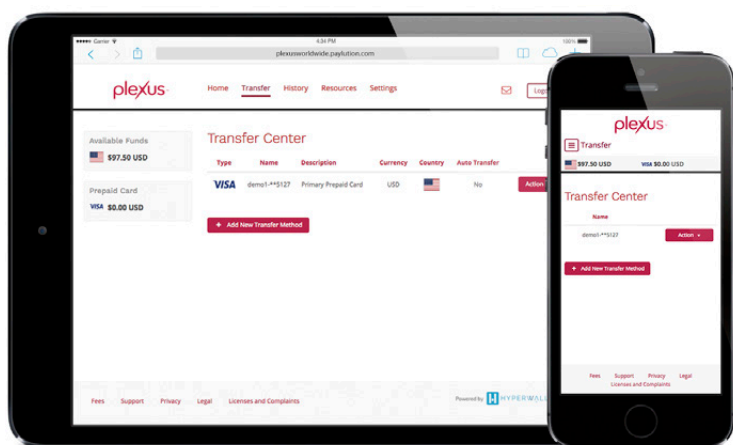 Carrier 4:34 PM 100%
plexusworldwide.paylution.com
plexus
Home Transfer History Resources Settings
Available Funds
$97.50 USD
Prepaid Card
VISA $0.00 USD
Transfer Center
Type Name Description Currency Country Auto Transfer
VISA demo1-**5127 Primary Prepaid Card USD No Action
+ Add New Transfer Method
Fees Support Privacy Legal Licenses and Complaints
Powered by HYPERWALL
plexus
Transfer
$97.50 USD VISA $0.00 USD
Transfer Center
Name
demo1-**5127 Action
+ Add New Transfer Method
Fees Support Privacy Legal
Licenses and Complaints